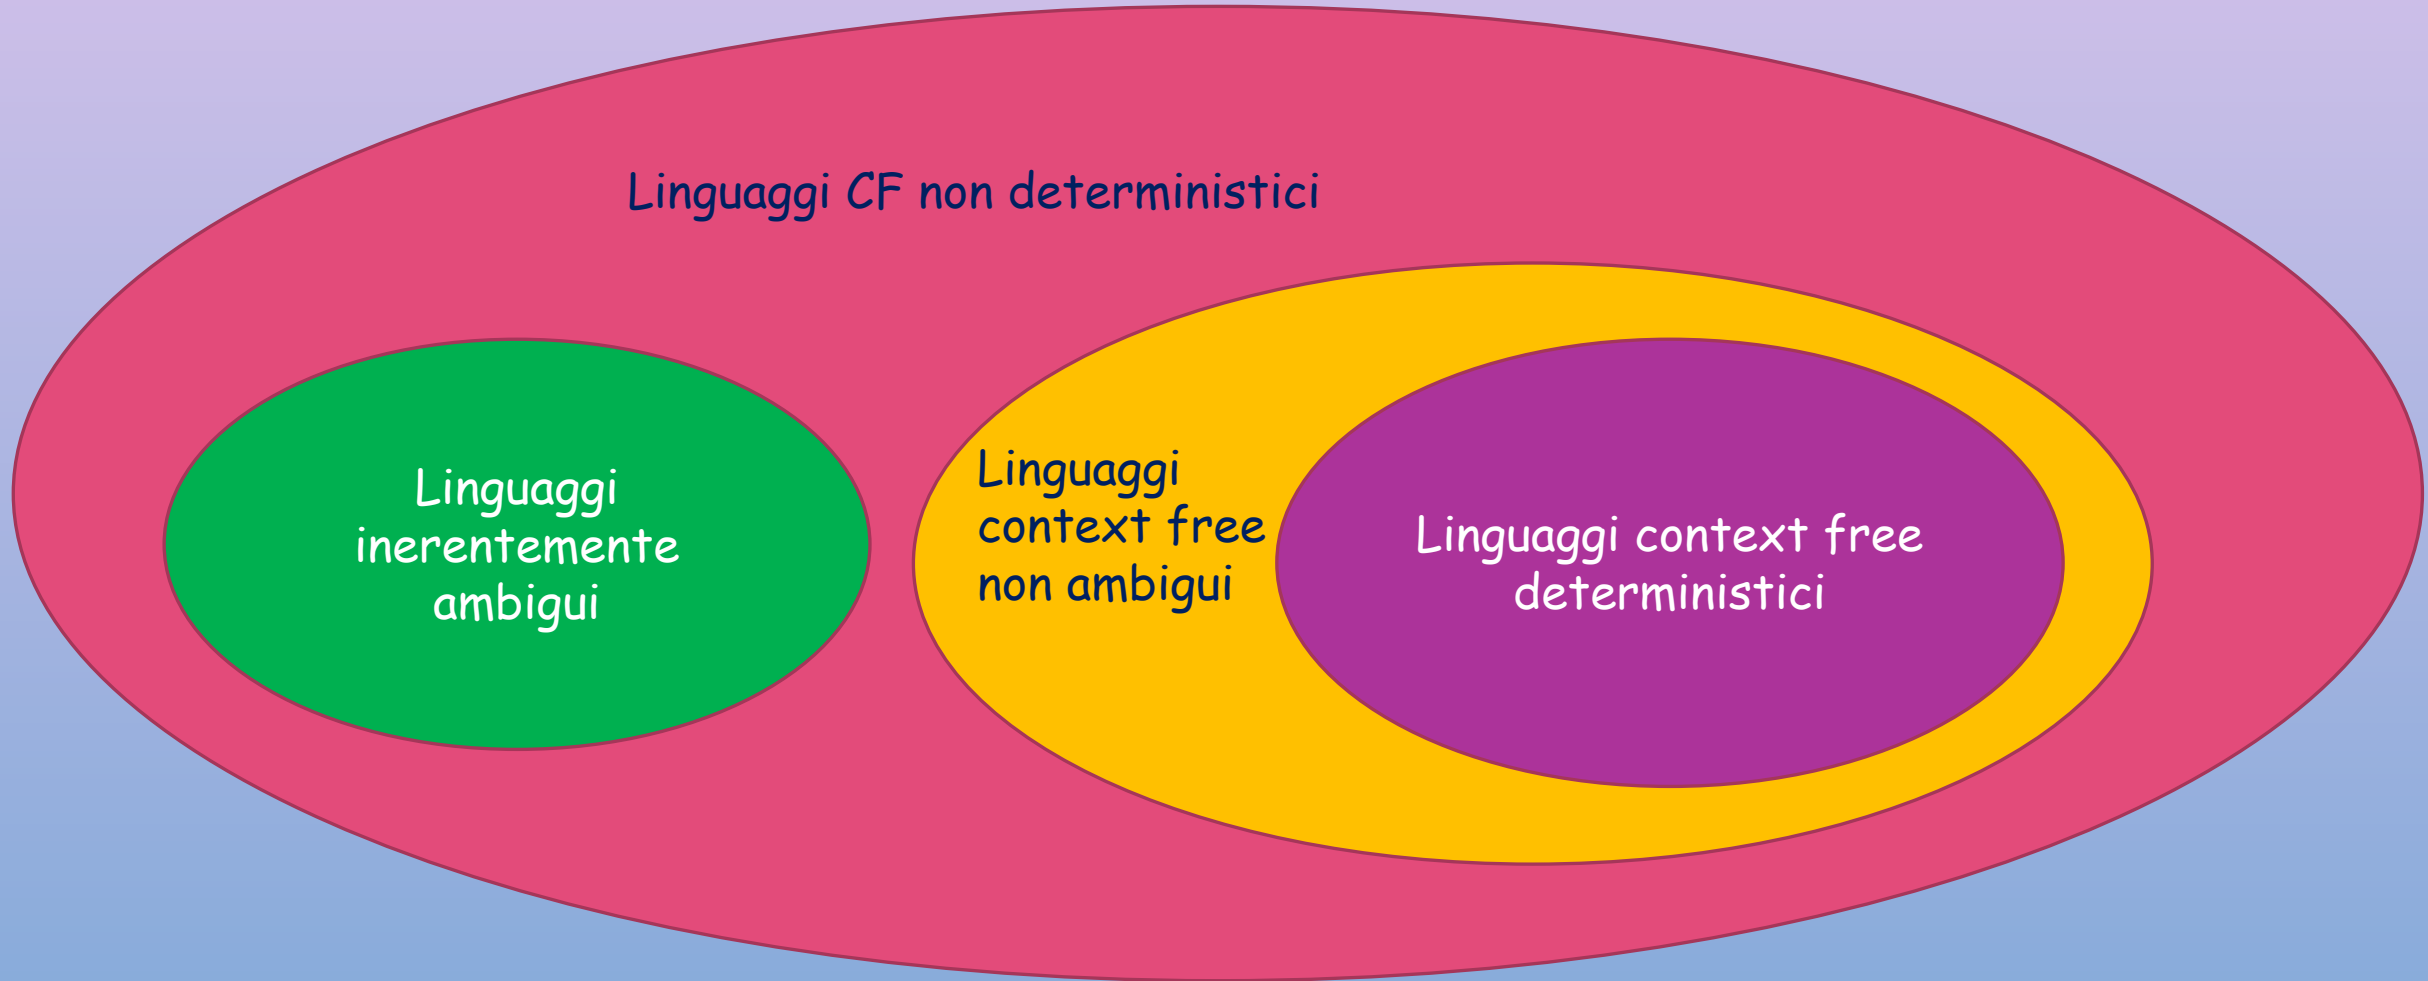 Linguaggi CF non deterministici
Linguaggi
inerentemente
ambigui
Linguaggi
context free
non ambigui
Linguaggi context free
deterministici